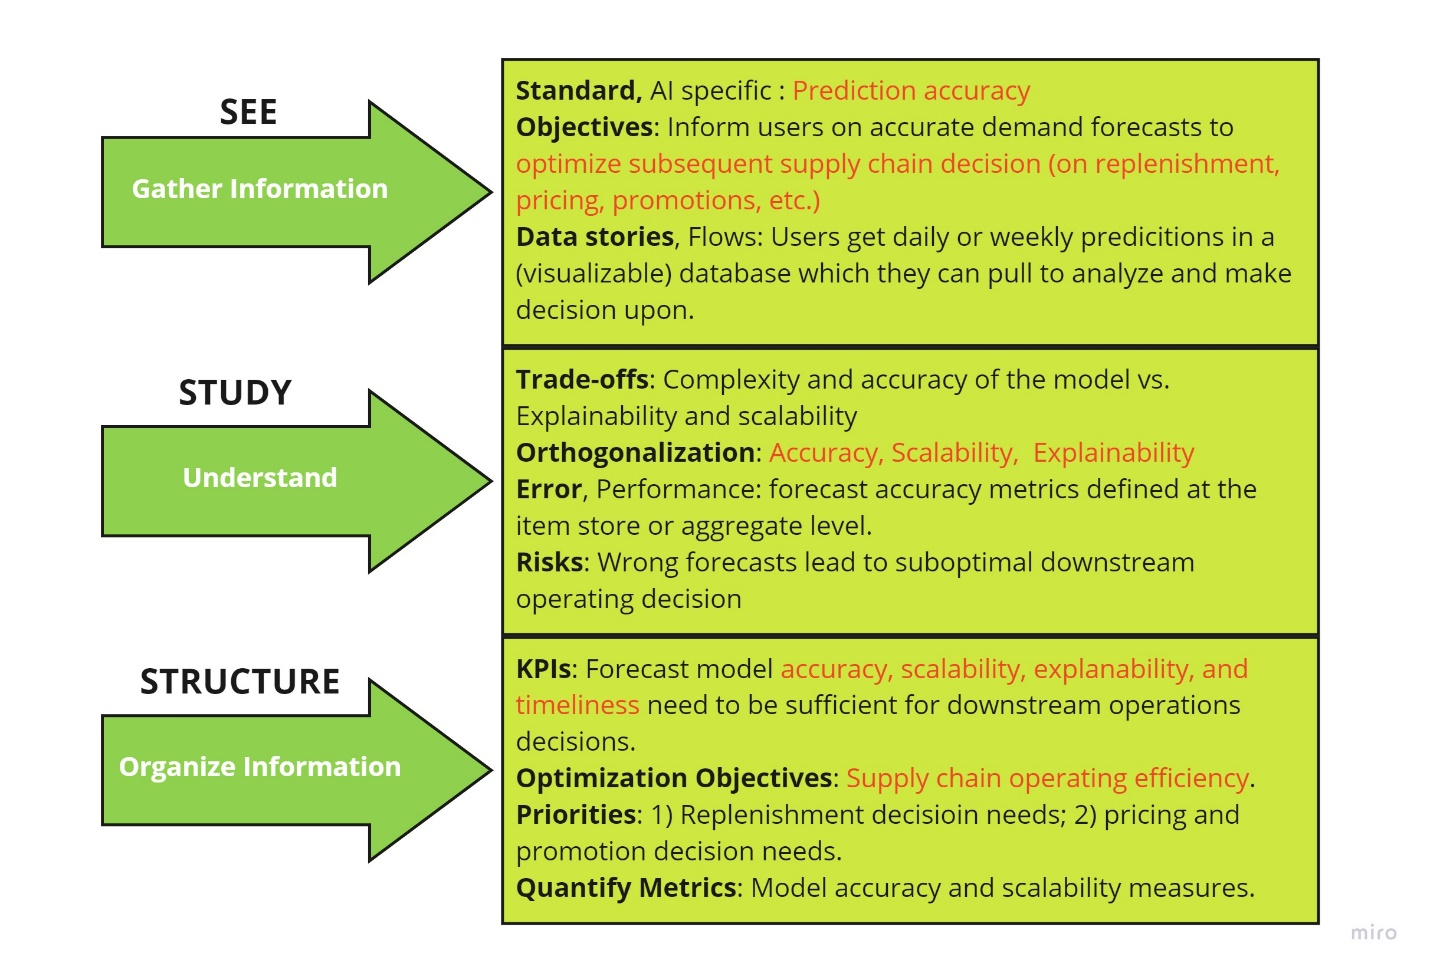 SEE
Gather Information
Standard, AI specific : Prediction accuracy
Objectives: Inform users on accurate demand forecasts to
optimize subsequent supply chain decision (on replenishment,
pricing, promotions, etc.)
Data stories, Flows: Users get daily or weekly predicitions in a
(visualizable) database which they can pull to analyze and make
decision upon.
STUDY
Understand
Trade-offs: Complexity and accuracy of the model vs.
Explainability and scalability
Orthogonalization: Accuracy, Scalability,  Explainability
Error, Performance: forecast accuracy metrics defined at the
item store or aggregate level.
Risks: Wrong forecasts lead to suboptimal downstream
operating decision
STRUCTURE
Organize Information
KPIs: Forecast model accuracy, scalability, explanability, and
timeliness need to be sufficient for downstream operations
decisions.
Optimization Objectives: Supply chain operating efficiency.
Priorities: 1) Replenishment decisioin needs; 2) pricing and
promotion decision needs.
Quantify Metrics: Model accuracy and scalability measures.
miro